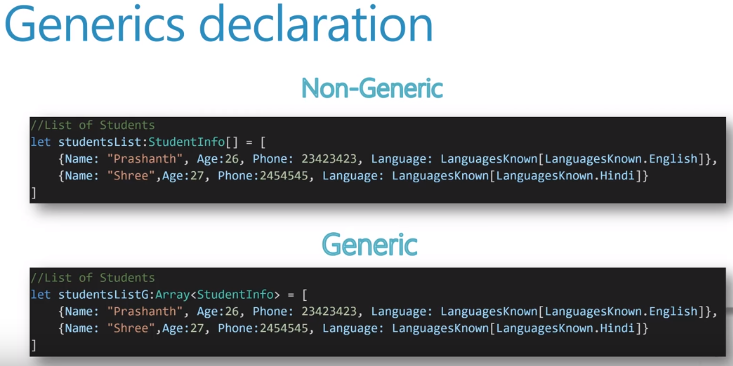 Generics declaration
Non-Generic
//List of Students
let studentsList:StudentInfo[] = [
{Name: "Prashanth", Age:26, Phone: 23423423, Language: LanguagesKnown[LanguagesKnown.English]},
{Name: "Shree",Age:27, Phone:2454545, Language: LanguagesKnown[LanguagesKnown.Hindi]}
]
Generic
//List of Students
let studentsListG:Array<StudentInfo> = [
{Name: "Prashanth", Age:26, Phone: 23423423, Language: LanguagesKnown[LanguagesKnown.English]},
{Name: "Shree",Age:27, Phone:2454545, Language: LanguagesKnown[LanguagesKnown.Hindi]}
]